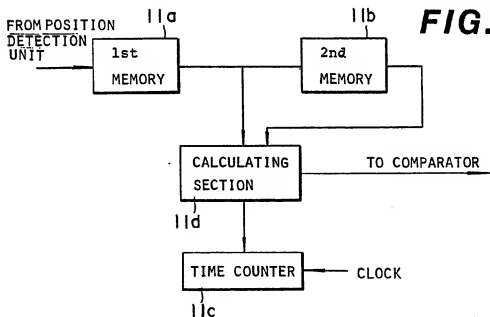 FIG.
11a
11b
FROM POSITION
DETECTION
UNIT
1st
MEMORY
2nd
MEMORY
CALCULATING
SECTION
TO COMPARATOR
11d
TIME COUNTER
CLOCK
11c